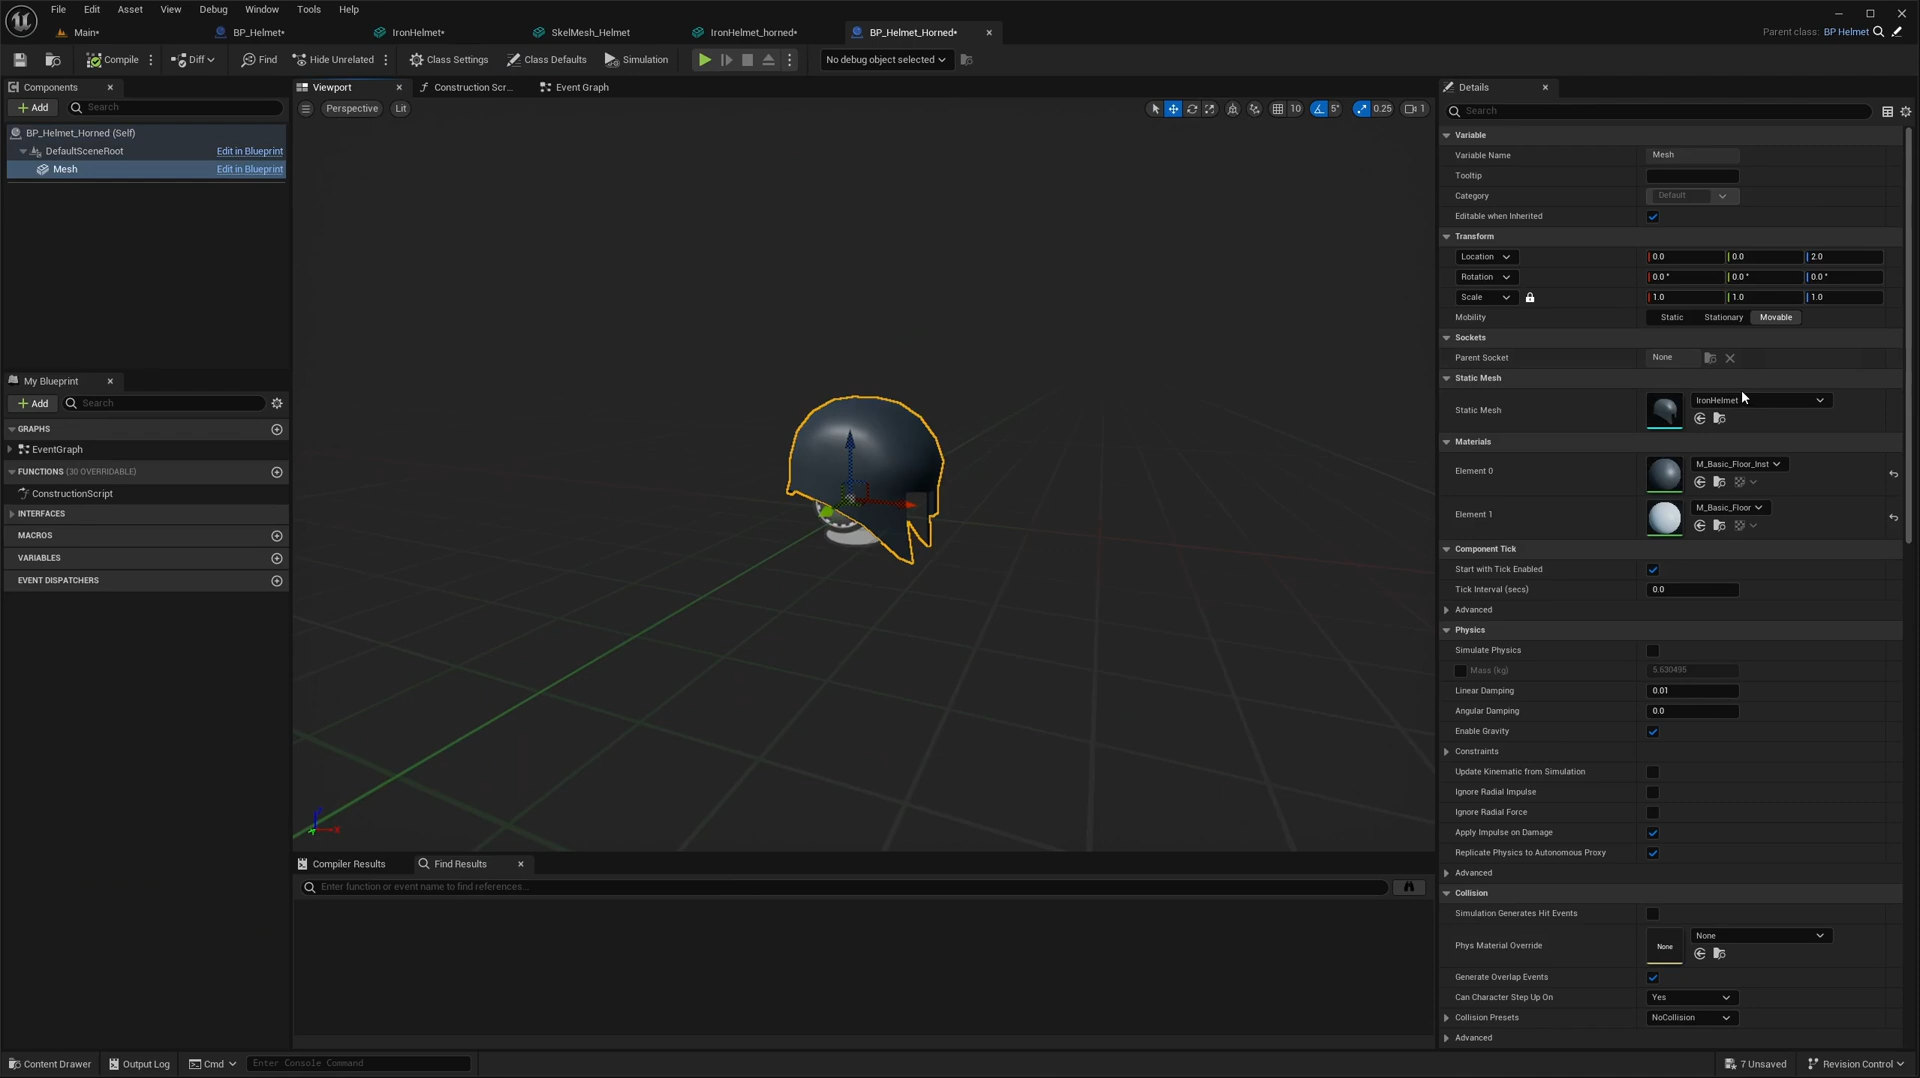 File Edit Asset View Debug Window Tools Help
Main* BP_Helmet* IronHelmet* SkelMesh_Helmet IronHelmet_horned* BP_Helmet_Horned* Parent class: BP Helmet
Compile Diff Find Hide Unrelated Class Settings Class Defaults Simulation No debug object selected
Components
Add Search
BP_Helmet_Horned (Self)
DefaultSceneRoot Edit in Blueprint
Mesh Edit in Blueprint
My Blueprint
Add Search
GRAPHS
EventGraph
FUNCTIONS (30 OVERRIDABLE)
ConstructionScript
INTERFACES
MACROS
VARIABLES
EVENT DISPATCHERS
Viewport Construction Scr... Event Graph
Perspective Lit 10 5° 0.25 1
Compiler Results Find Results
Enter function or event name to find references...
Details
Search
Variable
Variable Name Mesh
Tooltip
Category Default
Editable when Inherited
Transform
Location 0.0 0.0 2.0
Rotation 0.0 ° 0.0 ° 0.0 °
Scale 1.0 1.0 1.0
Mobility Static Stationary Movable
Sockets
Parent Socket None
Static Mesh
Static Mesh IronHelmet
Materials
Element 0 M_Basic_Floor_Inst
Element 1 M_Basic_Floor
Component Tick
Start with Tick Enabled
Tick Interval (secs) 0.0
Advanced
Physics
Simulate Physics
Mass (kg) 5.630495
Linear Damping 0.01
Angular Damping 0.0
Enable Gravity
Constraints
Update Kinematic from Simulation
Ignore Radial Impulse
Ignore Radial Force
Apply Impulse on Damage
Replicate Physics to Autonomous Proxy
Advanced
Collision
Simulation Generates Hit Events
Phys Material Override None None
Generate Overlap Events
Can Character Step Up On Yes
Collision Presets NoCollision
Advanced
Content Drawer Output Log Cmd Enter Console Command 7 Unsaved Revision Control